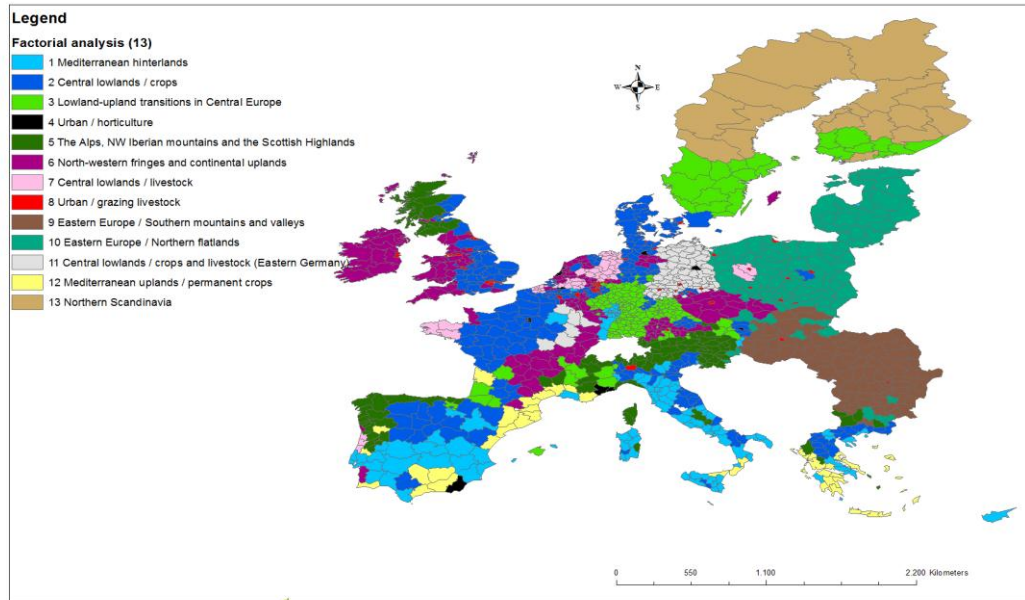 Legend
Factorial analysis (13)
1 Mediterranean hinterlands
2 Central lowlands / crops
3 Lowland-upland transitions in Central Europe
4 Urban / horticulture
5 The Alps, NW Iberian mountains and the Scottish Highlands
6 North-western fringes and continental uplands
7 Central lowlands / livestock
8 Urban / grazing livestock
9 Eastern Europe / Southern mountains and valleys
10 Eastern Europe / Northern flatlands
11 Central lowlands / crops and livestock (Eastern Germany)
12 Mediterranean uplands / permanent crops
13 Northern Scandinavia
N
W E
S
0 550 1.100 2.200 Kilometers